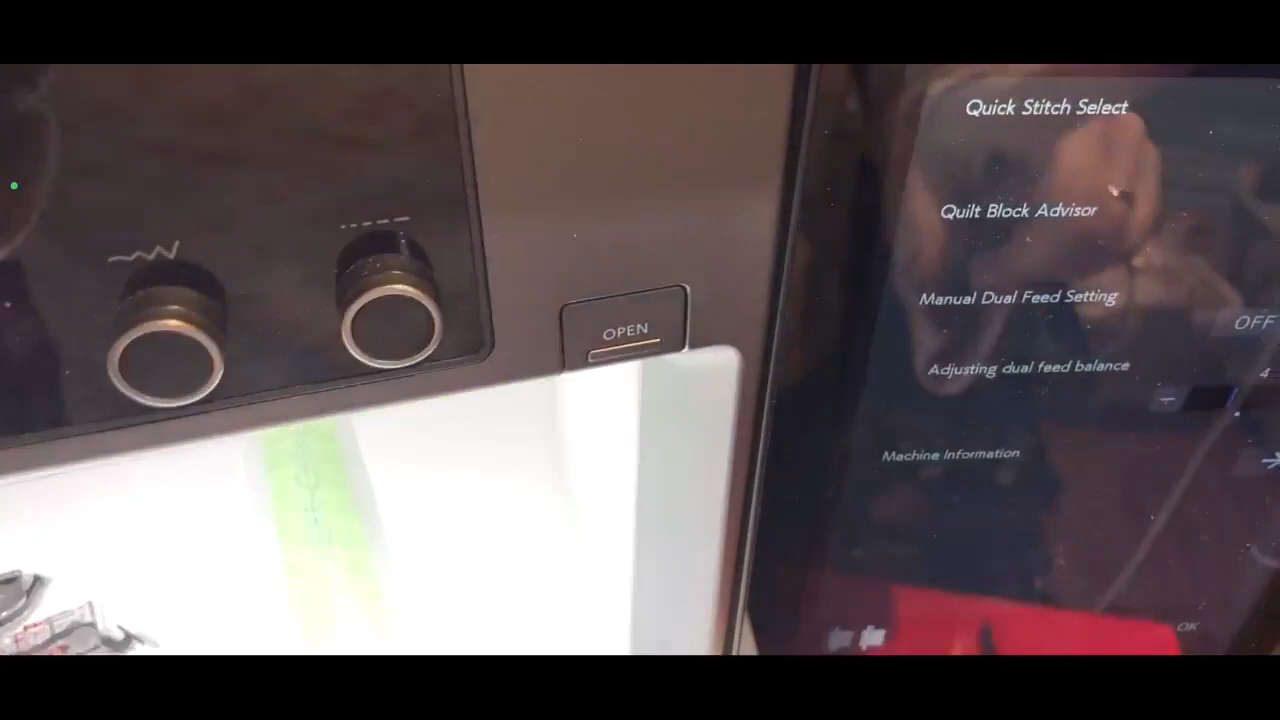 OPEN
Quick Stitch Select
Quilt Block Advisor
Manual Dual Feed Setting
OFF
Adjusting dual feed balance
4
Machine Information
OK